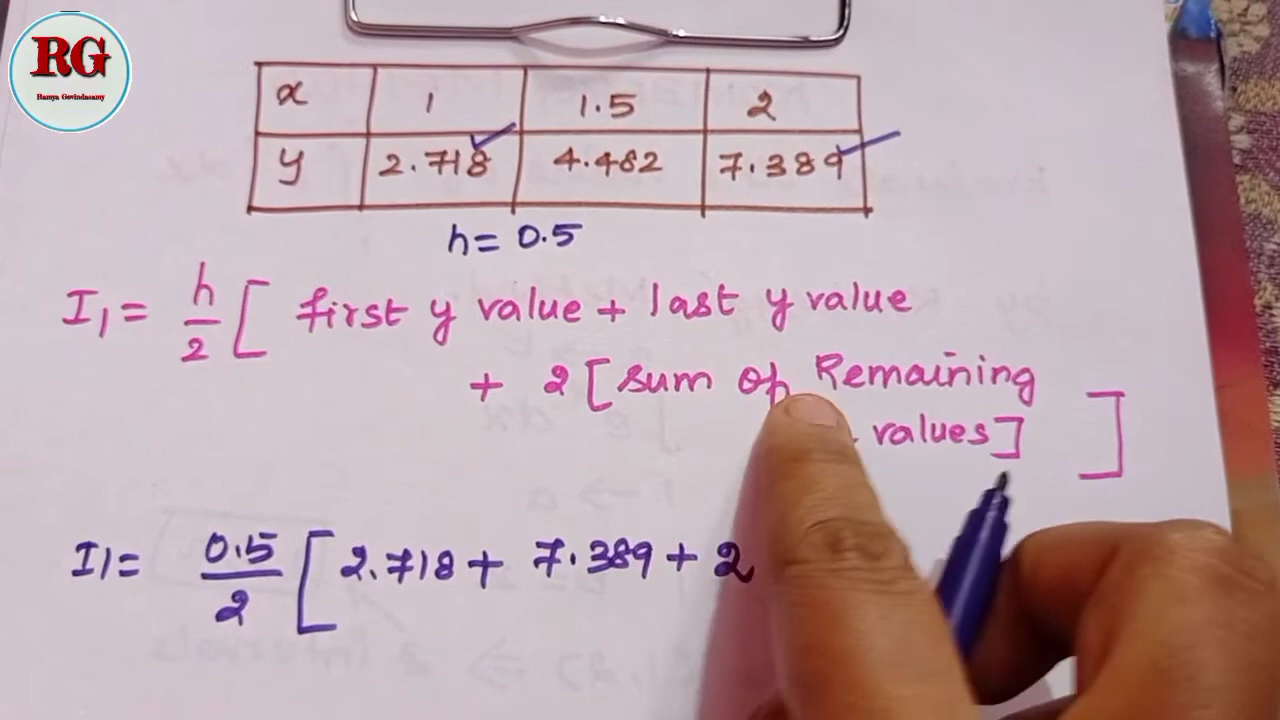 RG
Ramya Govindasamy
x 1 1.5 2
y 2.718 4.482 7.389
h = 0.5
I1 = h/2 [ first y value + last y value
+ 2 [sum of Remaining
values] ]
I1 = 0.5/2 [ 2.718 + 7.389 + 2